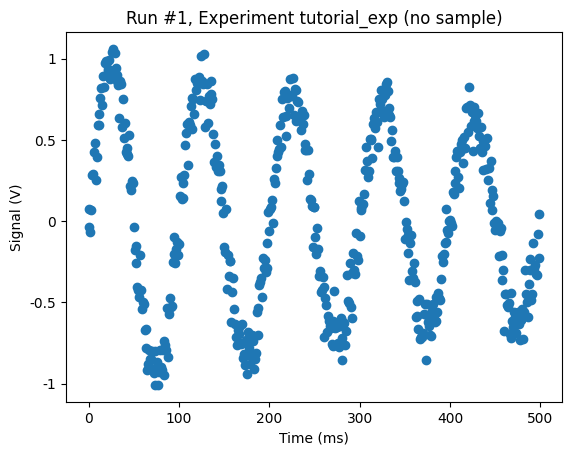 Run #1, Experiment tutorial_exp (no sample)
1
0.5
0
-0.5
-1
Signal (V)
0 100 200 300 400 500
Time (ms)